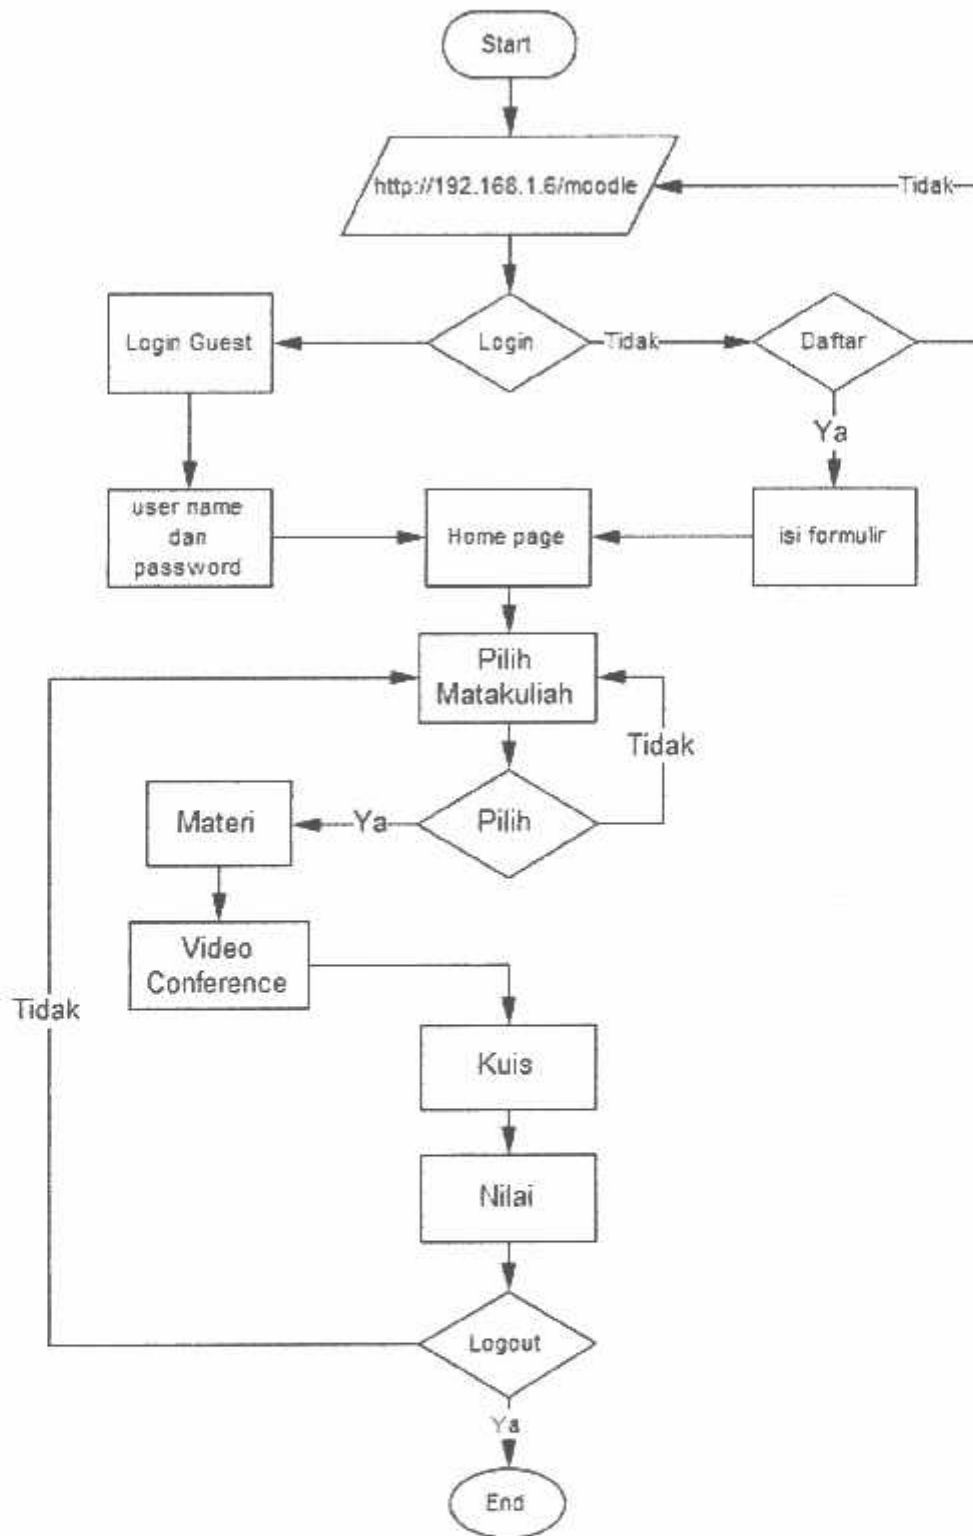 Start
http://192.168.1.6/moodle
Tidak
Login Guest
Login
Tidak
Daftar
Ya
user name
dan
password
Home page
isi formulir
Pilih
Matakuliah
Tidak
Materi
Ya
Pilih
Video
Conference
Tidak
Kuis
Nilai
Logout
Ya
End